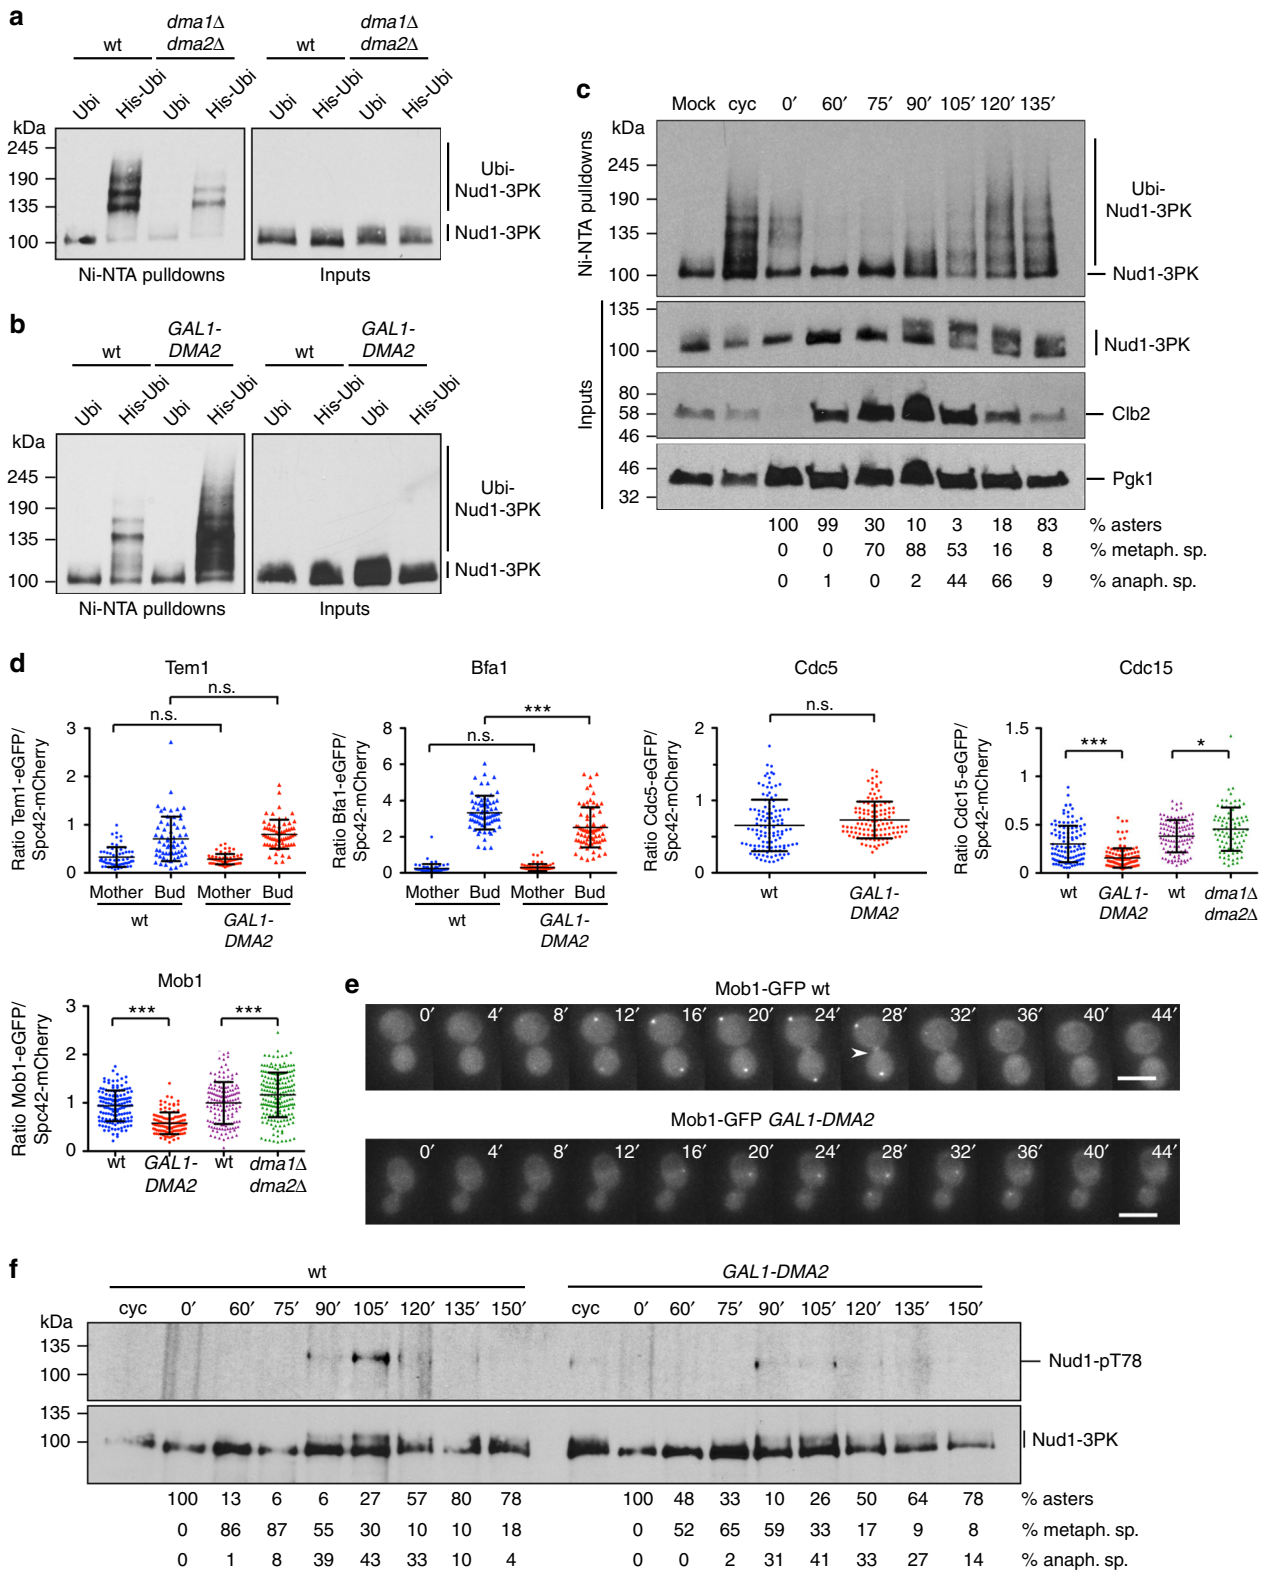 a
wt
dma1Δ
dma2Δ
wt
dma1Δ
dma2Δ
Ubi
His-Ubi
Ubi
His-Ubi
Ubi
His-Ubi
Ubi
His-Ubi
kDa
245
190
135
100
Ubi-
Nud1-3PK
Nud1-3PK
Ni-NTA pulldowns
Inputs
b
wt
GAL1-
DMA2
wt
GAL1-
DMA2
Ubi
His-Ubi
Ubi
His-Ubi
Ubi
His-Ubi
Ubi
His-Ubi
kDa
245
190
135
100
Ubi-
Nud1-3PK
Nud1-3PK
Ni-NTA pulldowns
Inputs
c
Mock cyc 0′ 60′ 75′ 90′ 105′ 120′ 135′
kDa
Ni-NTA pulldowns
245
190
135
100
Ubi-
Nud1-3PK
Nud1-3PK
Inputs
135
100
Nud1-3PK
80
58
46
Clb2
46
32
Pgk1
100 99 30 10 3 18 83 % asters
0 0 70 88 53 16 8 % metaph. sp.
0 1 0 2 44 66 9 % anaph. sp.
d
Tem1
n.s.
n.s.
Ratio Tem1-eGFP/
Spc42-mCherry
3
2
1
0
Mother Bud Mother Bud
wt
GAL1-
DMA2
Bfa1
***
n.s.
Ratio Bfa1-eGFP/
Spc42-mCherry
8
6
4
2
0
Mother Bud Mother Bud
wt
GAL1-
DMA2
Cdc5
n.s.
Ratio Cdc5-eGFP/
Spc42-mCherry
2
1
0
wt
GAL1-
DMA2
Cdc15
***
*
Ratio Cdc15-eGFP/
Spc42-mCherry
1.5
1
0.5
0
wt
GAL1-
DMA2
wt
dma1Δ
dma2Δ
Mob1
***
***
Ratio Mob1-eGFP/
Spc42-mCherry
3
2
1
0
wt
GAL1-
DMA2
wt
dma1Δ
dma2Δ
e
Mob1-GFP wt
0′ 4′ 8′ 12′ 16′ 20′ 24′ 28′ 32′ 36′ 40′ 44′
Mob1-GFP GAL1-DMA2
0′ 4′ 8′ 12′ 16′ 20′ 24′ 28′ 32′ 36′ 40′ 44′
f
wt
GAL1-DMA2
cyc 0′ 60′ 75′ 90′ 105′ 120′ 135′ 150′ cyc 0′ 60′ 75′ 90′ 105′ 120′ 135′ 150′
kDa
135
100
Nud1-pT78
135
100
Nud1-3PK
100 13 6 6 27 57 80 78 100 48 33 10 26 50 64 78 % asters
0 86 87 55 30 10 10 18 0 52 65 59 33 17 9 8 % metaph. sp.
0 1 8 39 43 33 10 4 0 0 2 31 41 33 27 14 % anaph. sp.